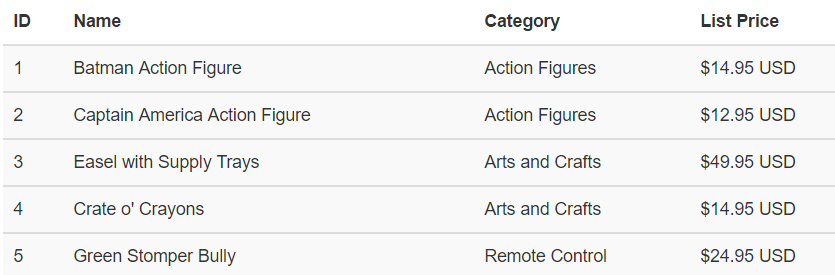 ID Name Category List Price
1 Batman Action Figure Action Figures $14.95 USD
2 Captain America Action Figure Action Figures $12.95 USD
3 Easel with Supply Trays Arts and Crafts $49.95 USD
4 Crate o' Crayons Arts and Crafts $14.95 USD
5 Green Stomper Bully Remote Control $24.95 USD